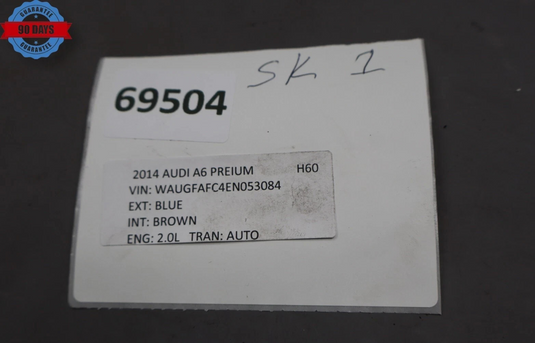 GUARANTEE
90 DAYS
GUARANTEE
SK 1
69504
2014 AUDI A6 PREIUM H60
VIN: WAUGFAFC4EN053084
EXT: BLUE
INT: BROWN
ENG: 2.0L TRAN: AUTO